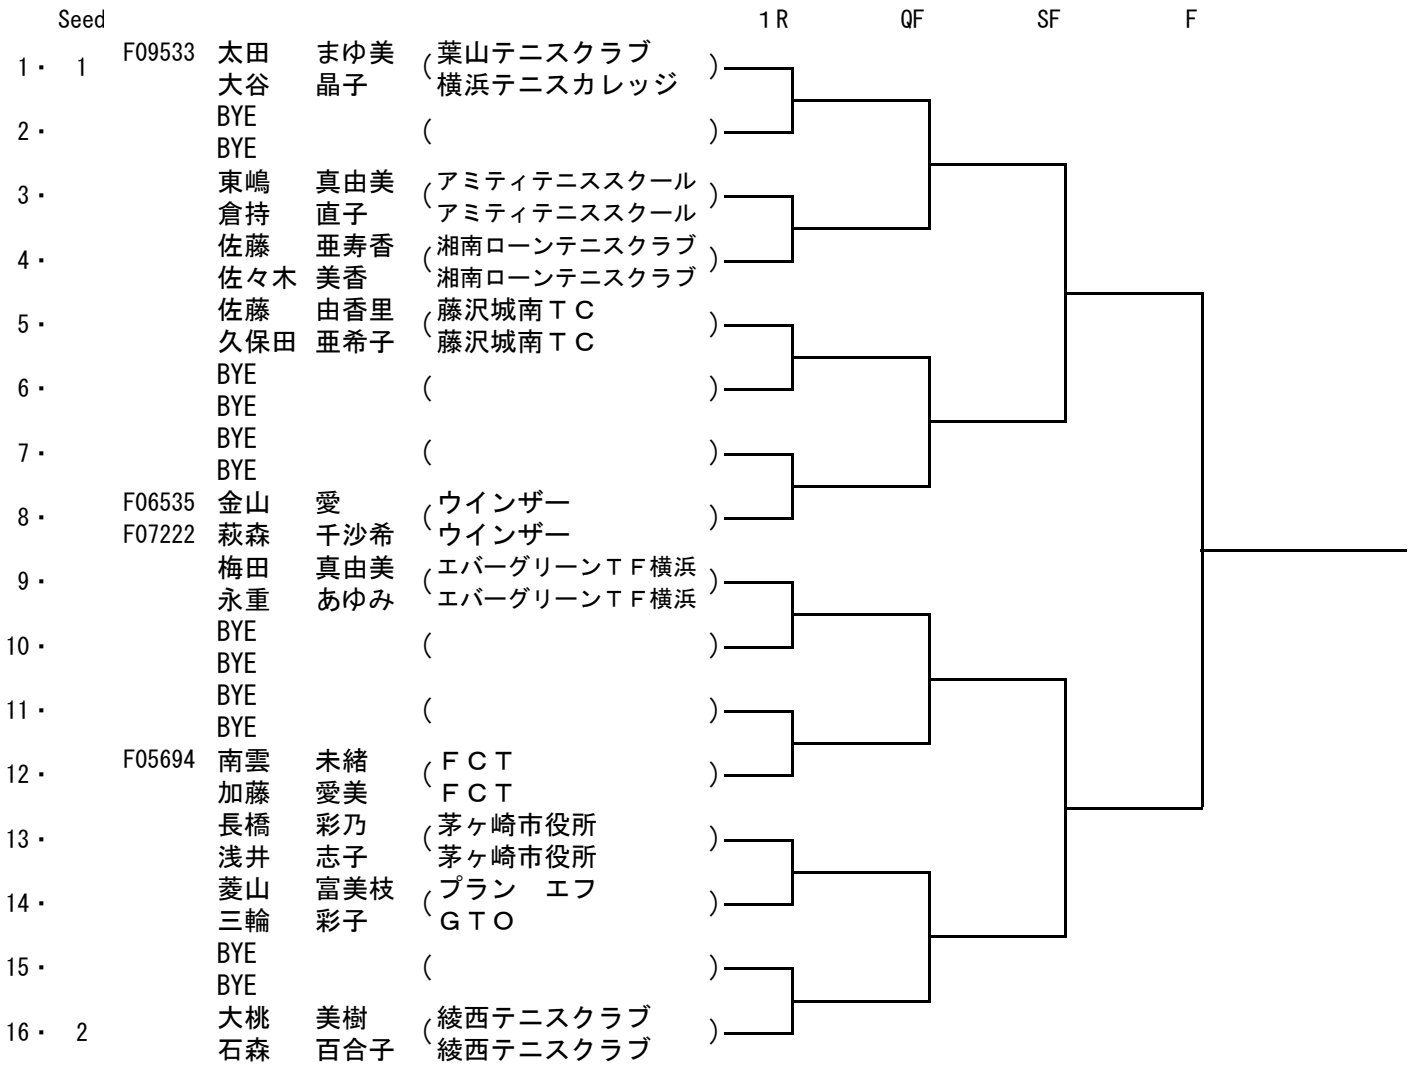 Seed 1R QF SF F
F09533 太田 まゆ美 葉山テニスクラブ
1・ 1 ( )
大谷 晶子 横浜テニスカレッジ
BYE
2・ ( )
BYE
東嶋 真由美 アミティテニススクール
3・ ( )
倉持 直子 アミティテニススクール
佐藤 亜寿香 湘南ローンテニスクラブ
4・ ( )
佐々木 美香 湘南ローンテニスクラブ
佐藤 由香里 藤沢城南TC
5・ ( )
久保田 亜希子 藤沢城南TC
BYE
6・ ( )
BYE
BYE
7・ ( )
BYE
F06535 金山 愛 ウインザー
8・ ( )
F07222 萩森 千沙希 ウインザー
梅田 真由美 エバーグリーンTF横浜
9・ ( )
永重 あゆみ エバーグリーンTF横浜
BYE
10・ ( )
BYE
BYE
11・ ( )
BYE
F05694 南雲 未緒 FCT
12・ ( )
加藤 愛美 FCT
長橋 彩乃 茅ヶ崎市役所
13・ ( )
浅井 志子 茅ヶ崎市役所
菱山 富美枝 プラン エフ
14・ ( )
三輪 彩子 GTO
BYE
15・ ( )
BYE
大桃 美樹 綾西テニスクラブ
16・ 2 ( )
石森 百合子 綾西テニスクラブ